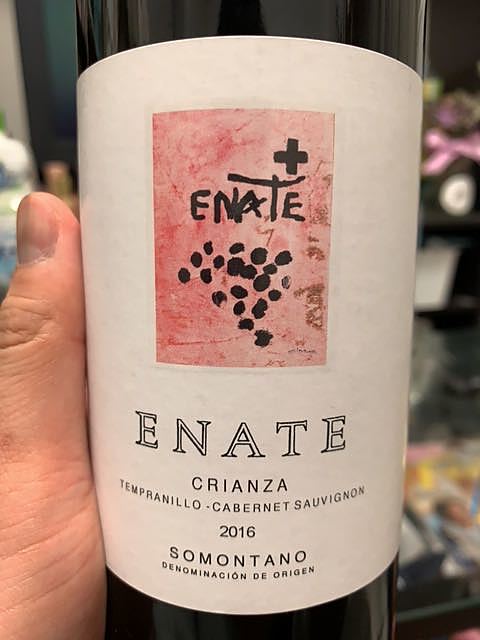 ENATE
ENATE
CRIANZA
TEMPRANILLO-CABERNET SAUVIGNON
2016
SOMONTANO
DENOMINACIÓN DE ORIGEN